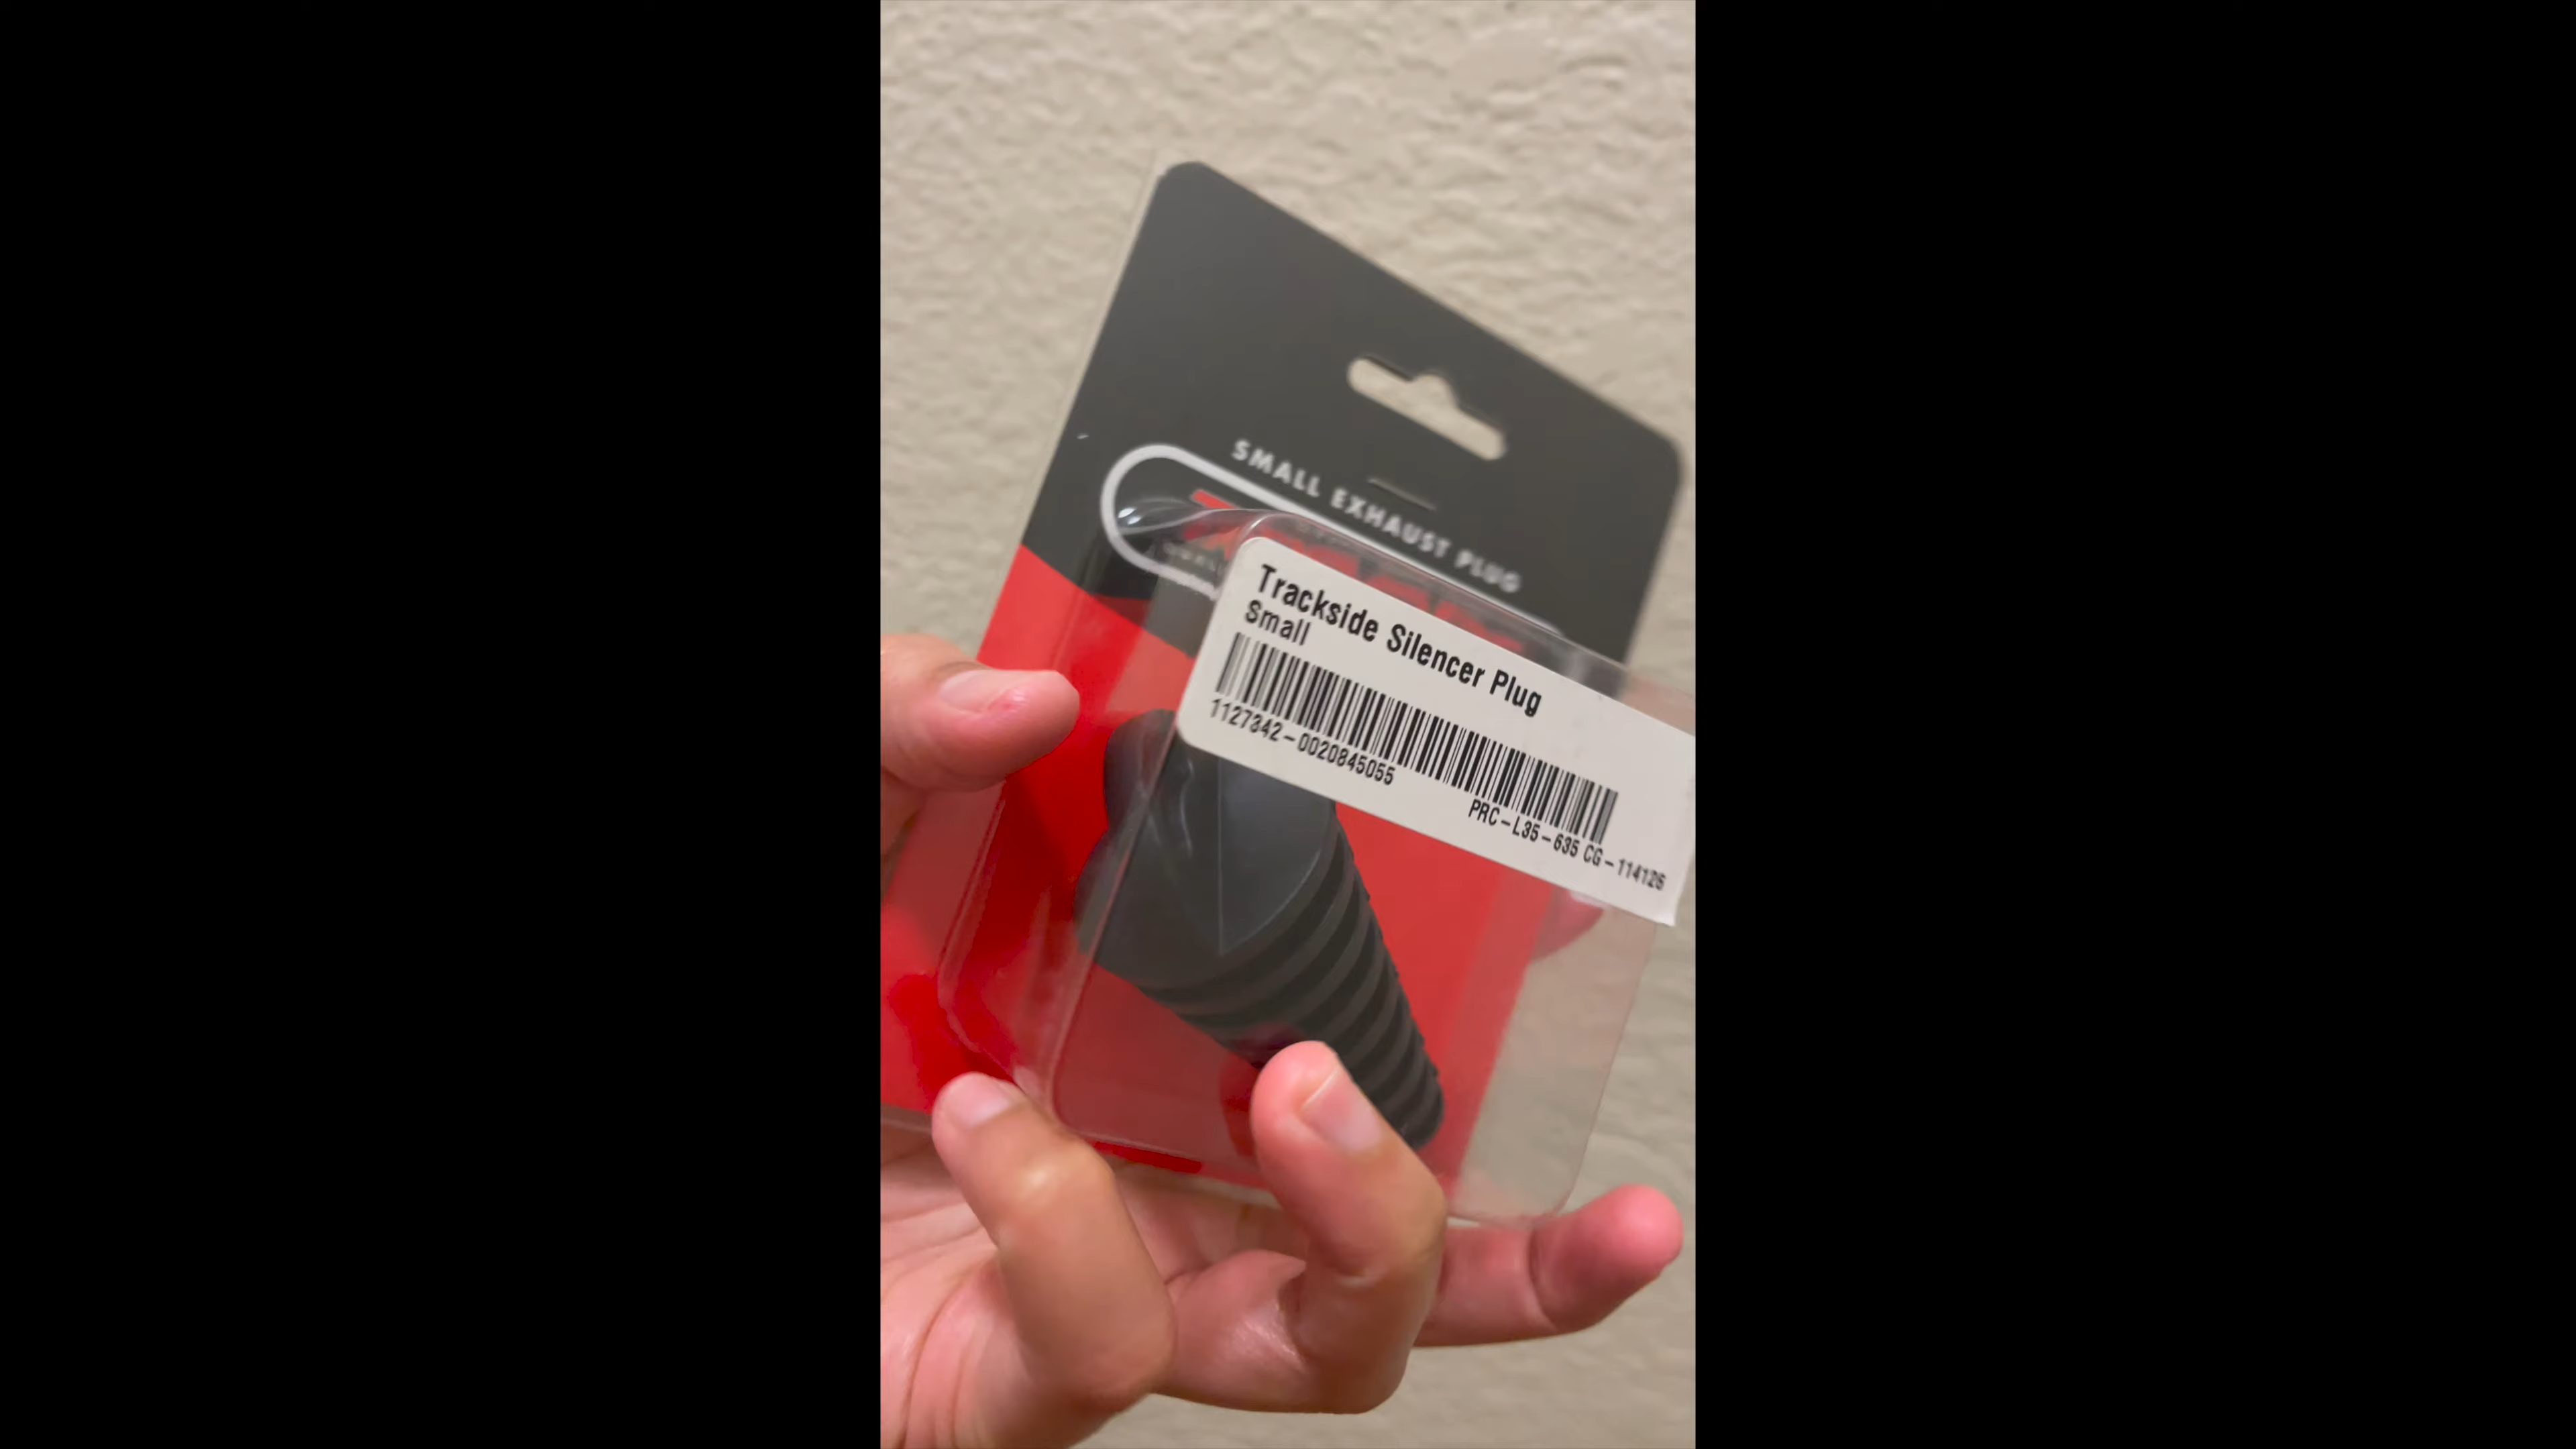 SMALL EXHAUST PLUG
Trackside Silencer Plug
Small
1127342-0020845055
PRC-L35-635 CG-114126